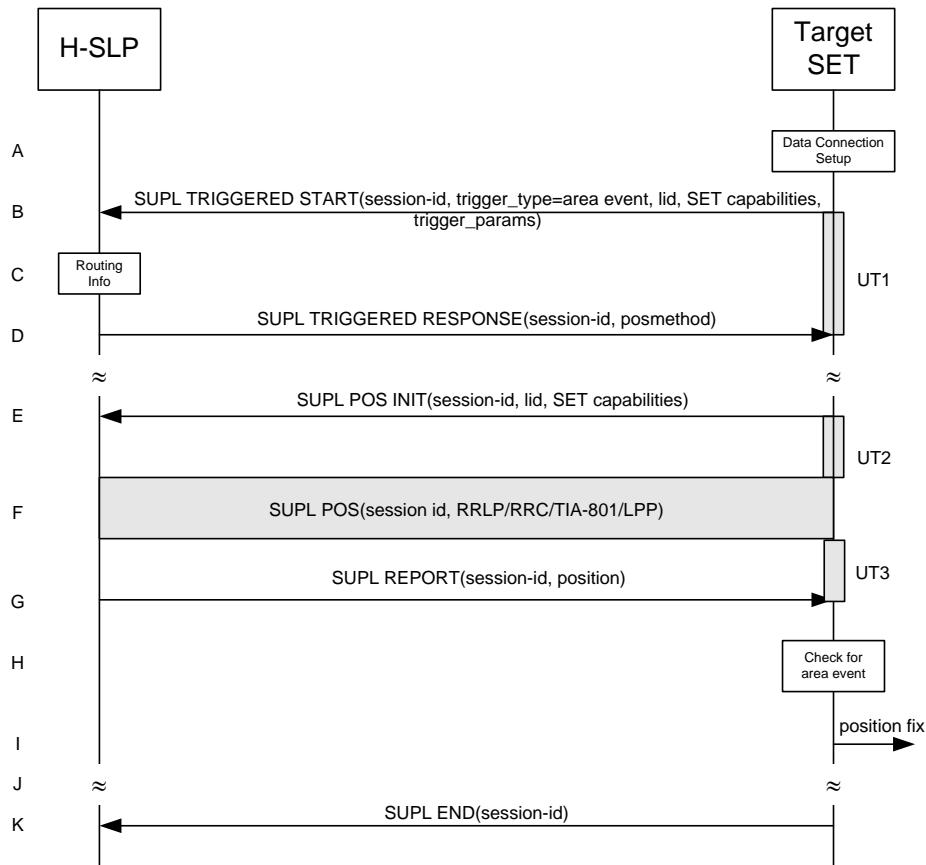 H-SLP
Target
SET
A
Data Connection
Setup
B
SUPL TRIGGERED START(session-id, trigger_type=area event, lid, SET capabilities,
trigger_params)
C
Routing
Info
UT1
D
SUPL TRIGGERED RESPONSE(session-id, posmethod)
≈
≈
E
SUPL POS INIT(session-id, lid, SET capabilities)
UT2
F
SUPL POS(session id, RRLP/RRC/TIA-801/LPP)
UT3
G
SUPL REPORT(session-id, position)
H
Check for
area event
I
position fix
J
≈
≈
K
SUPL END(session-id)